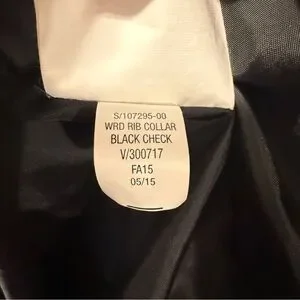 S/107295-00
WRD RIB COLLAR
BLACK CHECK
V/300717
FA15
05/15